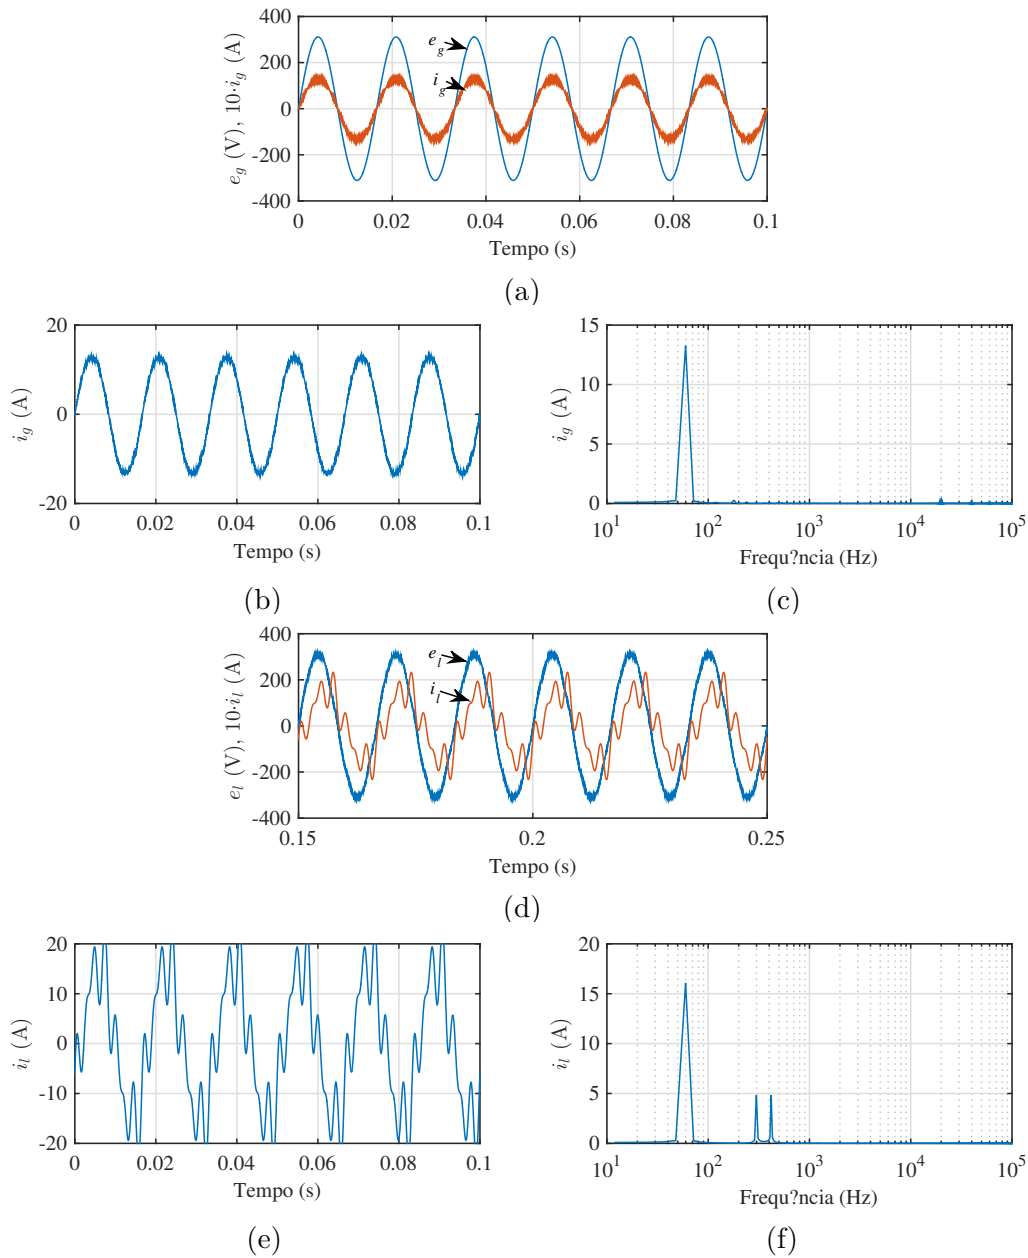 400
200
0
-200
-400
e_g (V), 10·i_g (A)
e_g
i_g
0 0.02 0.04 0.06 0.08 0.1
Tempo (s)
(a)
20
10
0
-10
-20
i_g (A)
0 0.02 0.04 0.06 0.08 0.1
Tempo (s)
(b)
15
10
5
0
i_g (A)
10^1 10^2 10^3 10^4 10^5
Frequ?ncia (Hz)
(c)
400
200
0
-200
-400
e_l (V), 10·i_l (A)
e_l
i_l
0.15 0.2 0.25
Tempo (s)
(d)
20
10
0
-10
-20
i_l (A)
0 0.02 0.04 0.06 0.08 0.1
Tempo (s)
(e)
20
15
10
5
0
i_l (A)
10^1 10^2 10^3 10^4 10^5
Frequ?ncia (Hz)
(f)